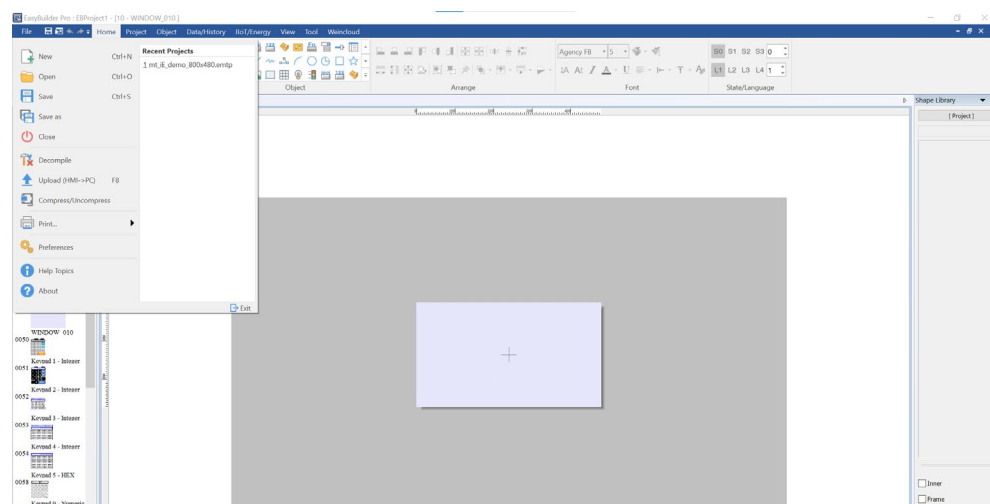 EasyBuilder Pro : EBProject1 - [10 - WINDOW_010 ]
File Home Project Object Data/History IIoT/Energy View Tool Weincloud
New Ctrl+N
Open Ctrl+O
Save Ctrl+S
Save as
Close
Decompile
Upload (HMI->PC) F8
Compress/Uncompress
Print...
Preferences
Help Topics
About
Recent Projects
1 mt_iE_demo_800x480.emtp
Exit
Object
Arrange
Agency FB 5
Font
S0 S1 S2 S3 0
L1 L2 L3 L4 1
State/Language
Shape Library
[ Project ]
WINDOW_010
0050
Keypad 1 - Integer
0051
Keypad 2 - Integer
0052
Keypad 3 - Integer
0053
Keypad 4 - Integer
0054
Keypad 5 - HEX
0058
Inner
Frame